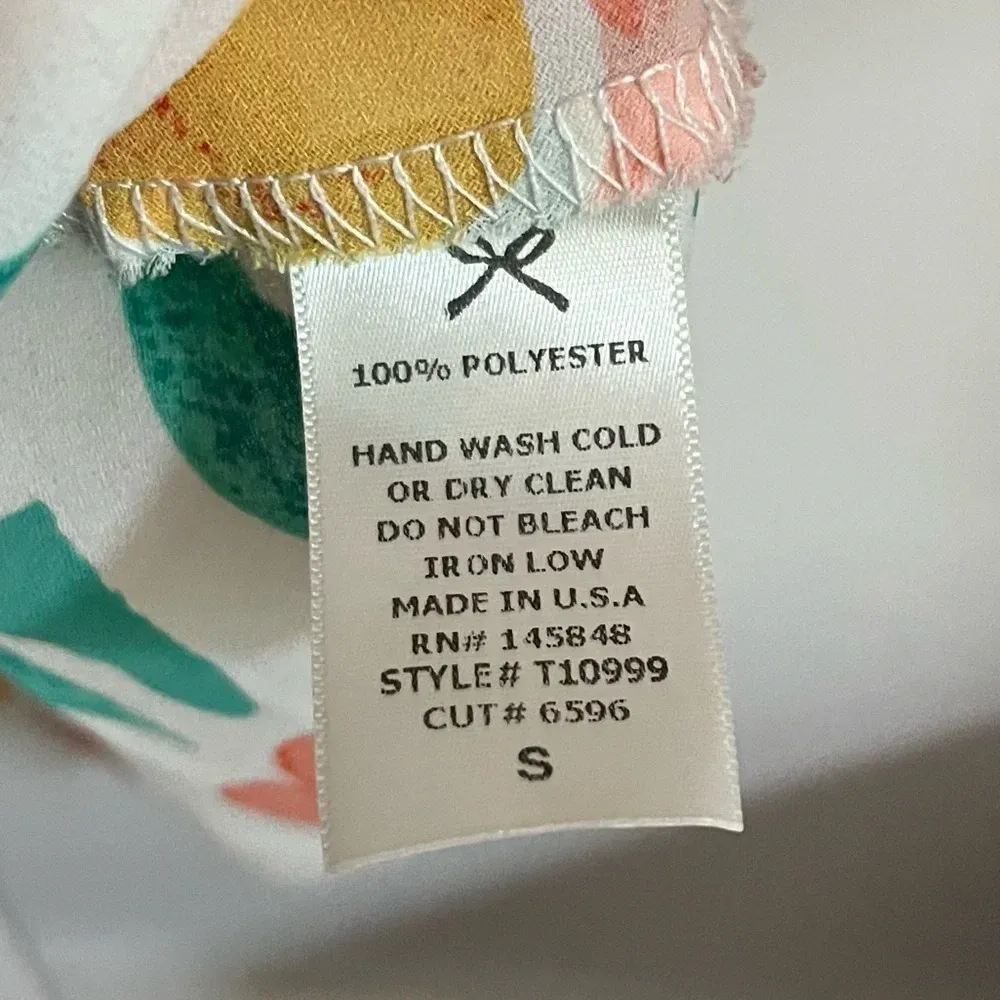 100% POLYESTER
HAND WASH COLD
OR DRY CLEAN
DO NOT BLEACH
IRON LOW
MADE IN U.S.A
RN# 145848
STYLE# T10999
CUT# 6596
S